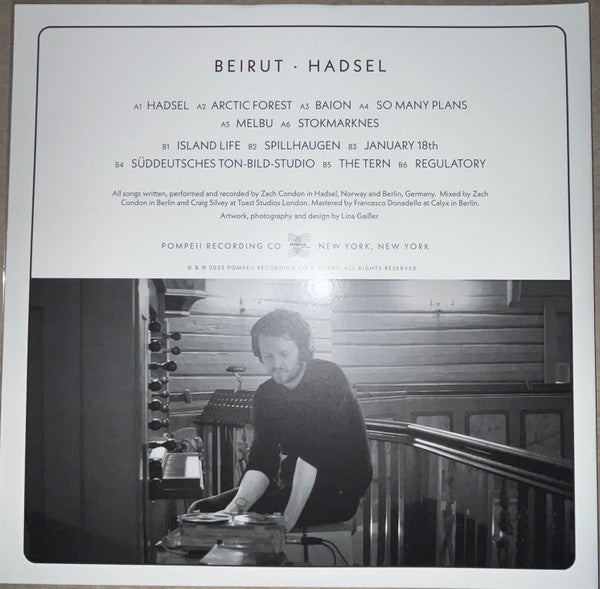 BEIRUT · HADSEL
A1 HADSEL A2 ARCTIC FOREST A3 BAION A4 SO MANY PLANS
A5 MELBU A6 STOKMARKNES
B1 ISLAND LIFE B2 SPILLHAUGEN B3 JANUARY 18th
B4 SÜDDEUTSCHES TON-BILD-STUDIO B5 THE TERN B6 REGULATORY
All songs written, performed and recorded by Zach Condon in Hadsel, Norway and Berlin, Germany. Mixed by Zach
Condon in Berlin and Craig Silvey at Toast Studios London. Mastered by Francesco Donadello at Calyx in Berlin.
Artwork, photography and design by Lina Gaißer
POMPEII RECORDING CO POMPEII NEW YORK, NEW YORK
© & ℗ 2023 POMPEII RECORDING CO & BEIRUT. ALL RIGHTS RESERVED.